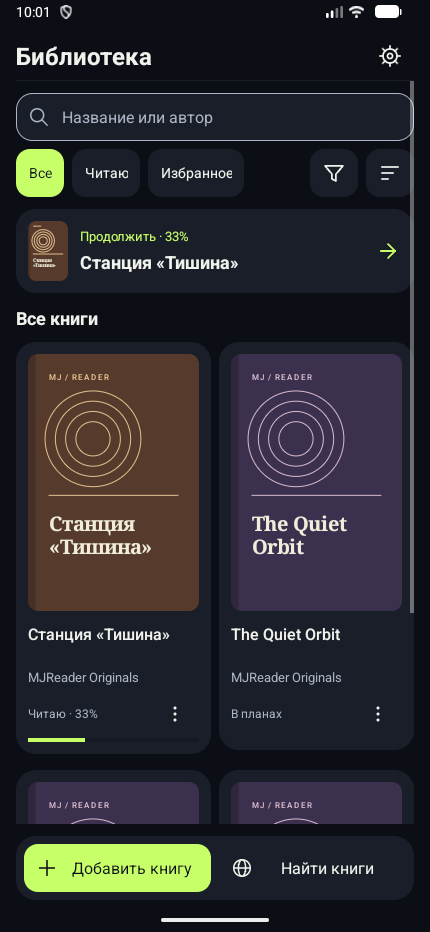 10:01
Библиотека
Название или автор
Все
Читаю
Избранное
Продолжить · 33%
Станция «Тишина»
Станция
«Тишина»
Все книги
MJ / READER
Станция
«Тишина»
MJ / READER
The Quiet
Orbit
Станция «Тишина»
MJReader Originals
Читаю · 33%
The Quiet Orbit
MJReader Originals
В планах
MJ / READER
MJ / READER
Добавить книгу
Найти книги